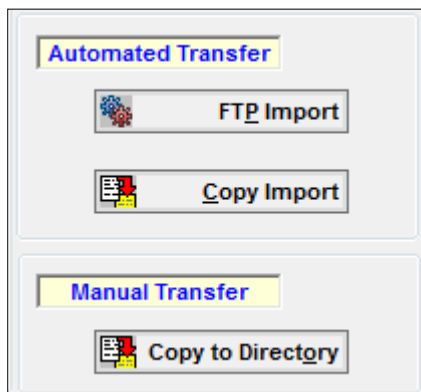 Automated Transfer
FTP Import
Copy Import
Manual Transfer
Copy to Directory